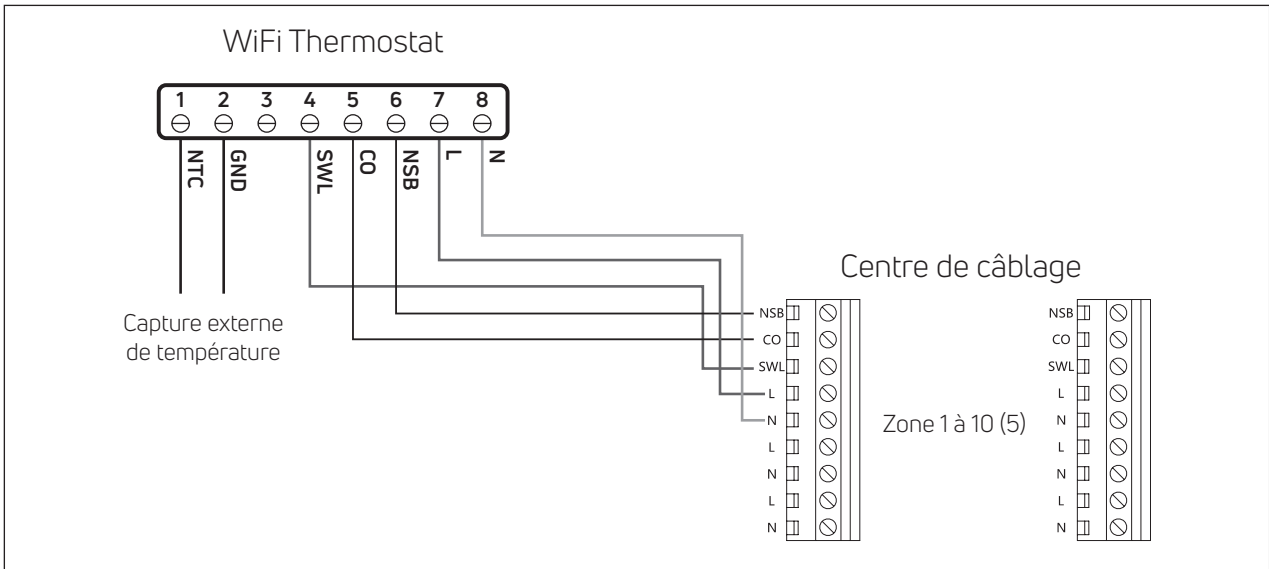 WiFi Thermostat
1 2 3 4 5 6 7 8
NTC
GND
SWL
CO
NSB
L
N
Capture externe
de température
Centre de câblage
NSB
CO
SWL
L
N
L
N
L
N
Zone 1 à 10 (5)
NSB
CO
SWL
L
N
L
N
L
N